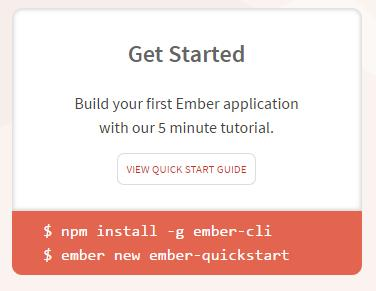 Get Started
Build your first Ember application
with our 5 minute tutorial.
VIEW QUICK START GUIDE
$ npm install -g ember-cli
$ ember new ember-quickstart